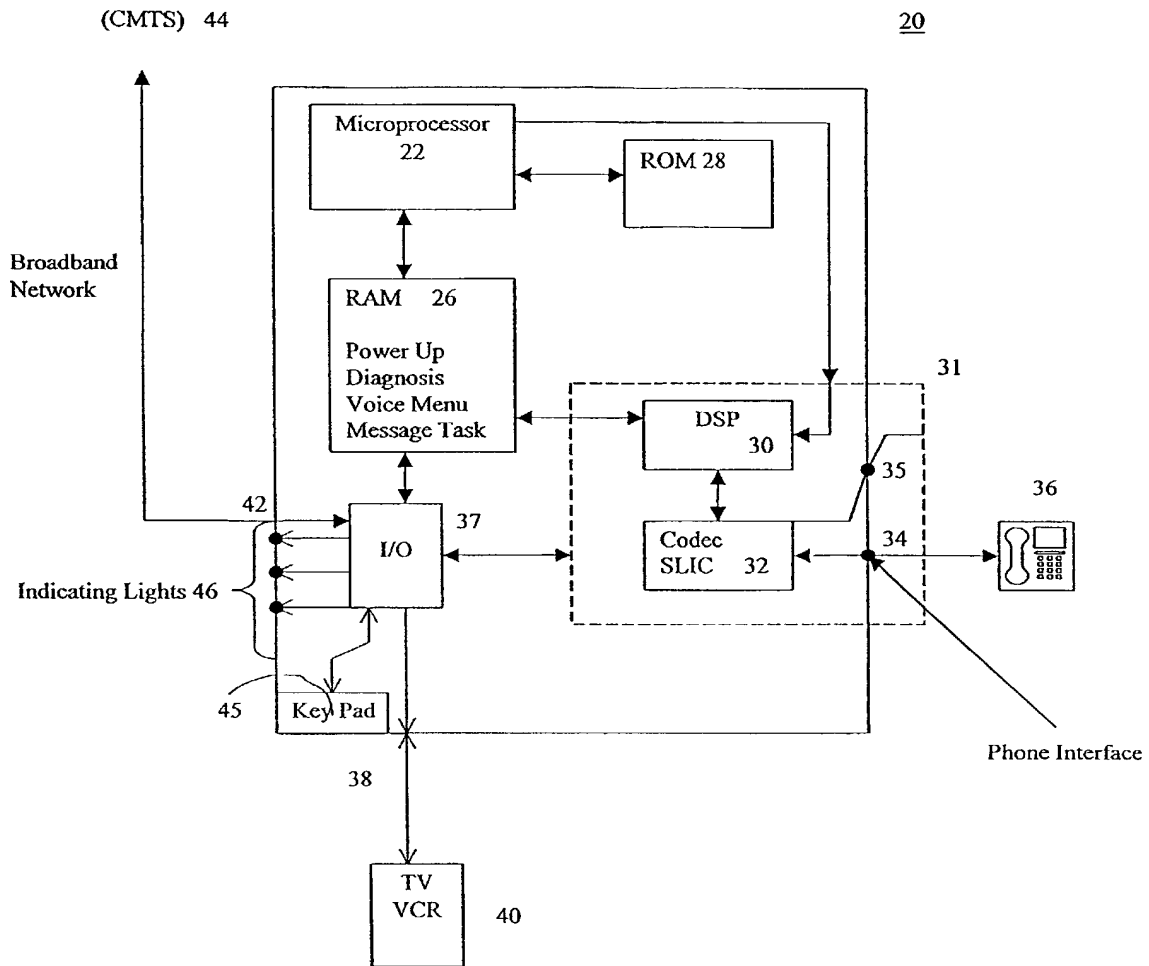 (CMTS) 44
20
Microprocessor
22
ROM 28
Broadband
Network
RAM 26
Power Up
Diagnosis
Voice Menu
Message Task
31
DSP
30
35
36
42
37
I/O
Codec
SLIC 32
34
Indicating Lights 46
45
Key Pad
Phone Interface
38
TV
VCR
40